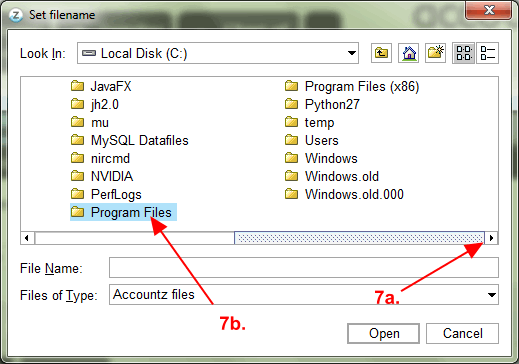 Set filename
Look In: Local Disk (C:)
JavaFX
jh2.0
mu
MySQL Datafiles
nircmd
NVIDIA
PerfLogs
Program Files
Program Files (x86)
Python27
temp
Users
Windows
Windows.old
Windows.old.000
File Name:
Files of Type: Accountz files
7b.
7a.
Open Cancel